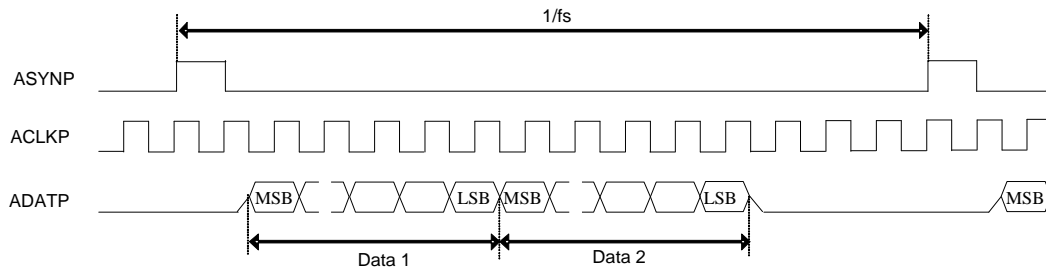 1/fs
ASYNP
ACLKP
ADATP
MSB LSB MSB LSB MSB
Data 1 Data 2